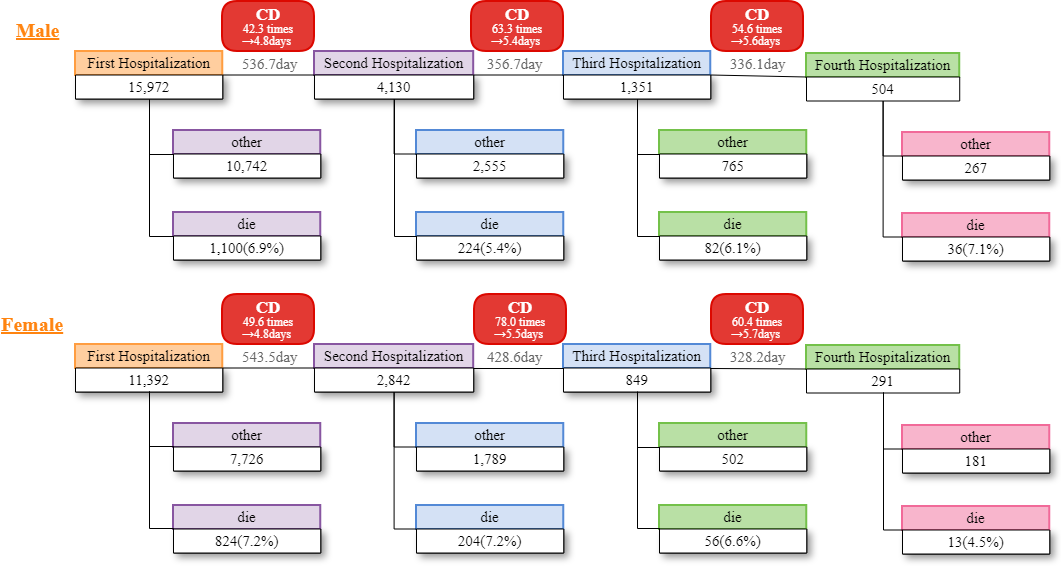 Male
CD
42.3 times
→4.8days
CD
63.3 times
→5.4days
CD
54.6 times
→5.6days
First Hospitalization
536.7day
Second Hospitalization
356.7day
Third Hospitalization
336.1day
Fourth Hospitalization
15,972
4,130
1,351
504
other
other
other
other
10,742
2,555
765
267
die
die
die
die
1,100(6.9%)
224(5.4%)
82(6.1%)
36(7.1%)
Female
CD
49.6 times
→4.8days
CD
78.0 times
→5.5days
CD
60.4 times
→5.7days
First Hospitalization
543.5day
Second Hospitalization
428.6day
Third Hospitalization
328.2day
Fourth Hospitalization
11,392
2,842
849
291
other
other
other
other
7,726
1,789
502
181
die
die
die
die
824(7.2%)
204(7.2%)
56(6.6%)
13(4.5%)